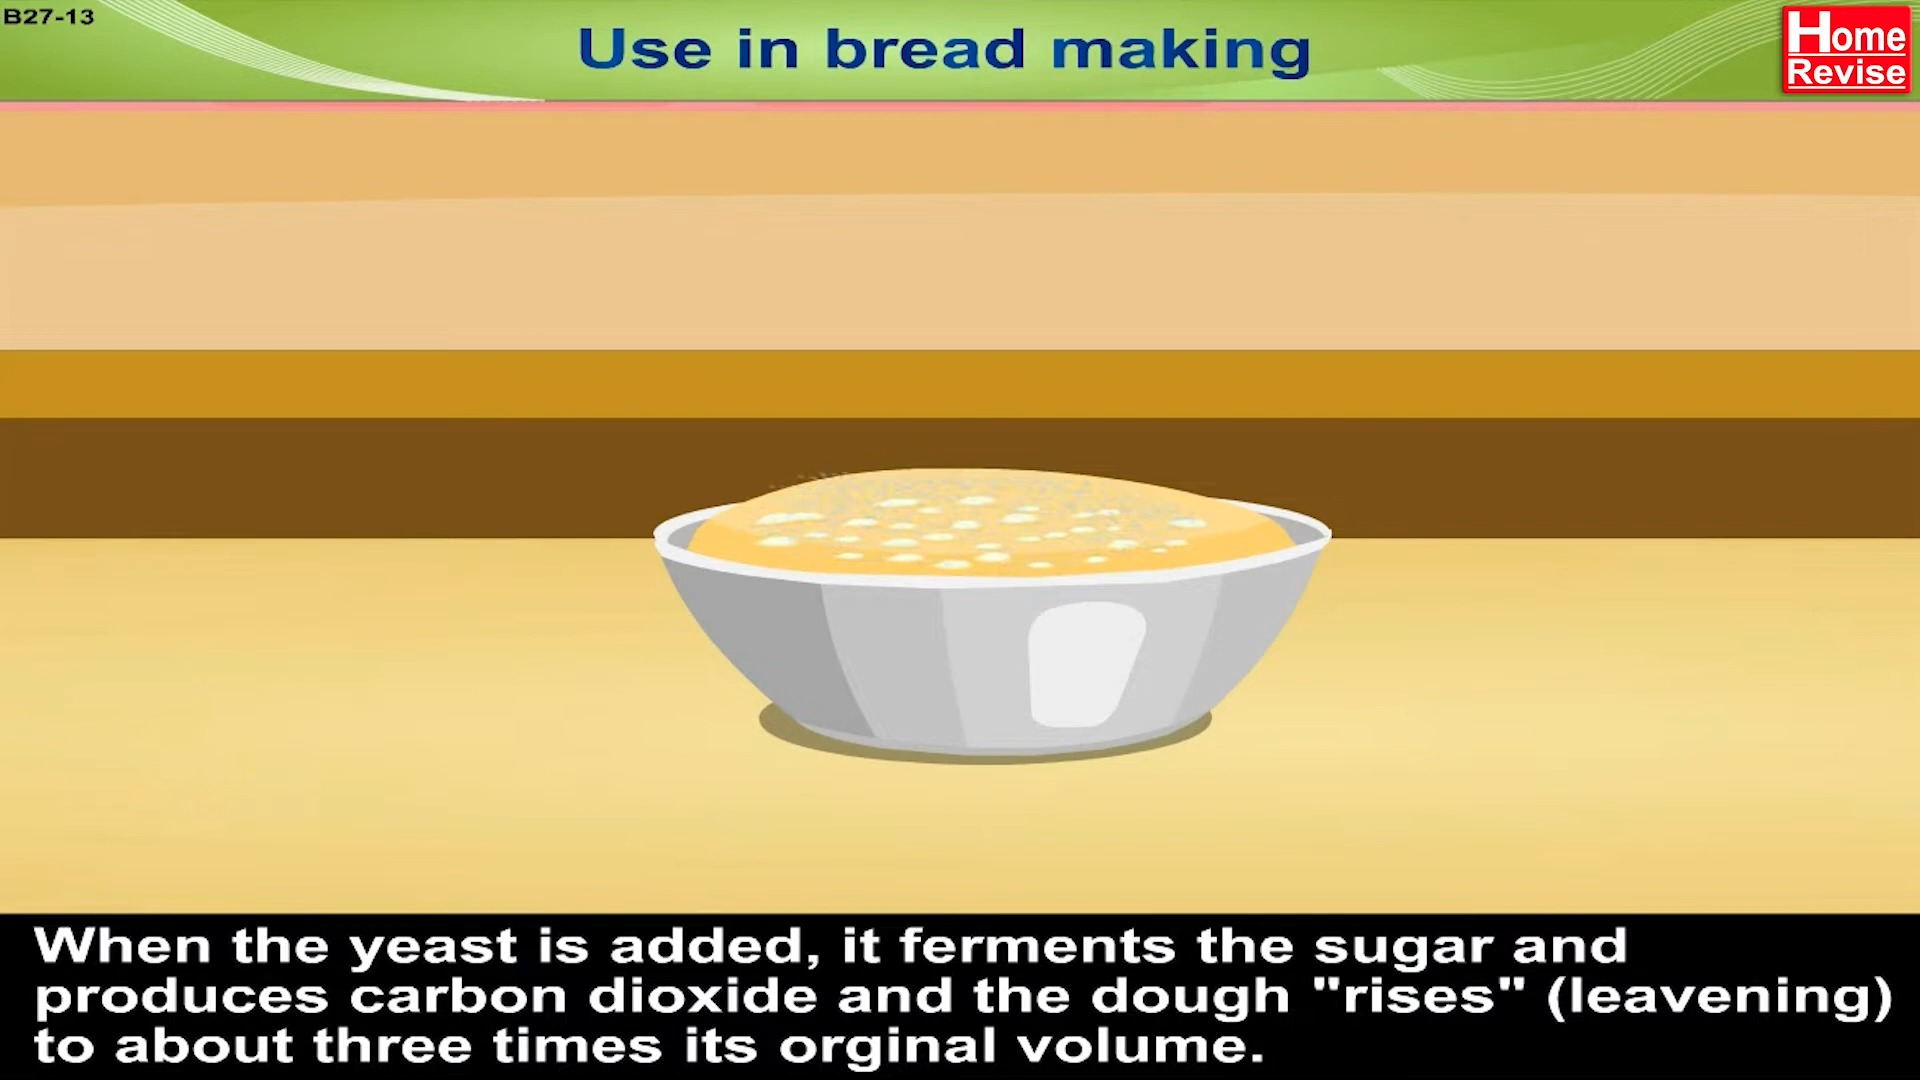 B27-13
Use in bread making
Home
Revise
When the yeast is added, it ferments the sugar and
produces carbon dioxide and the dough "rises" (leavening)
to about three times its orginal volume.